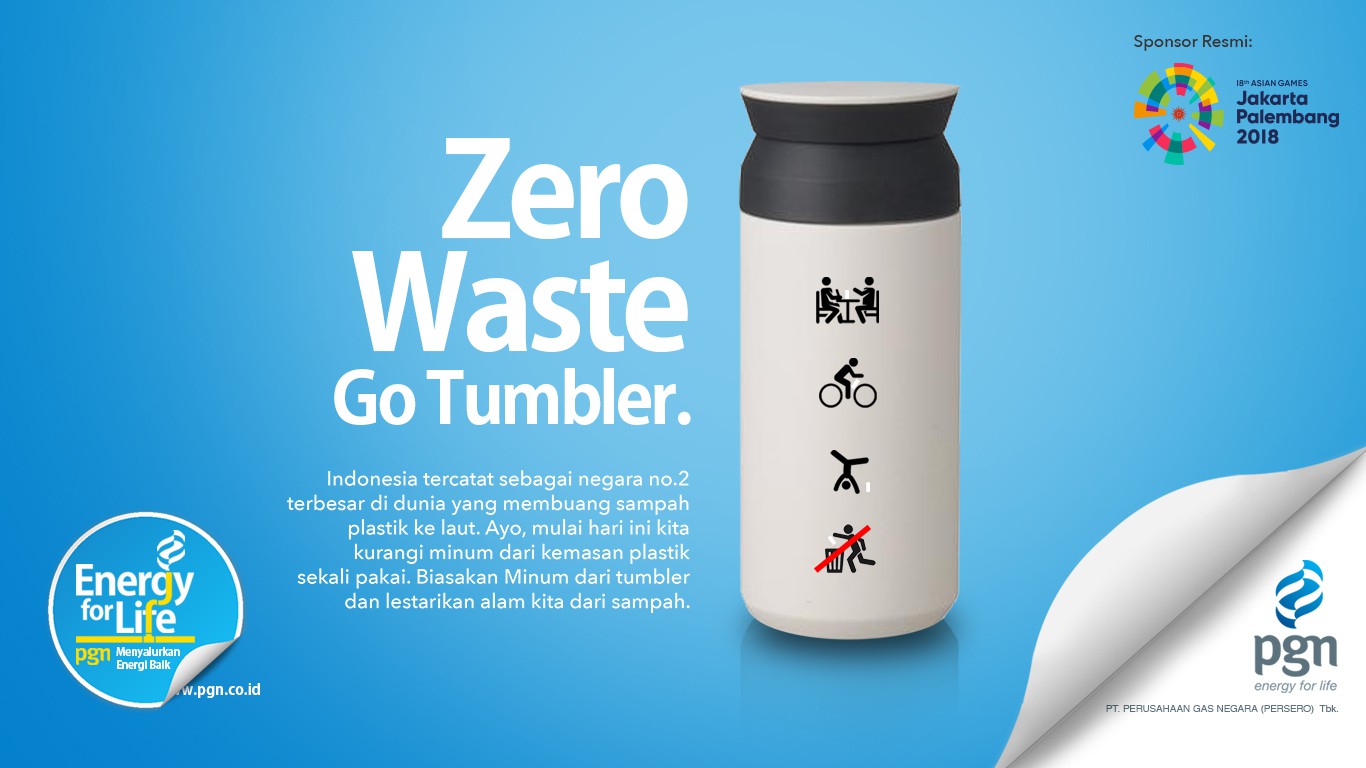 Sponsor Resmi:
18th ASIAN GAMES
Jakarta
Palembang
2018
Zero
Waste
Go Tumbler.
Indonesia tercatat sebagai negara no.2
terbesar di dunia yang membuang sampah
plastik ke laut. Ayo, mulai hari ini kita
kurangi minum dari kemasan plastik
sekali pakai. Biasakan Minum dari tumbler
dan lestarikan alam kita dari sampah.
Energy
for Life
pgn Menyalurkan
Energi Baik
w.pgn.co.id
pgn
energy for life
PT. PERUSAHAAN GAS NEGARA (PERSERO) Tbk.